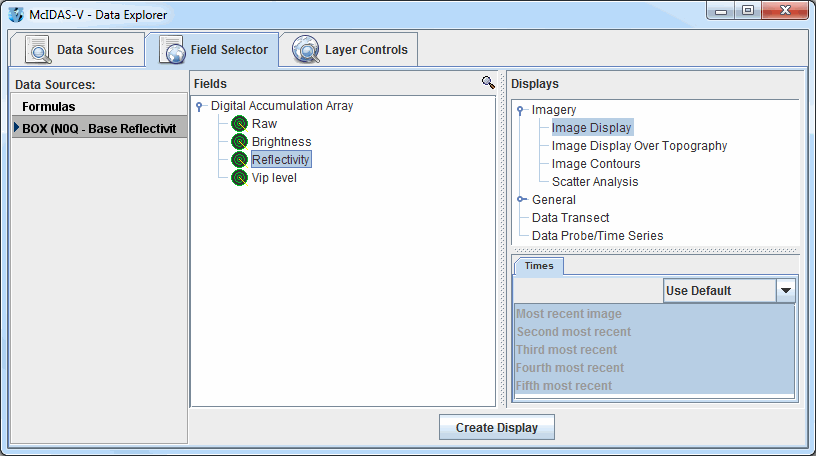 McIDAS-V - Data Explorer
Data Sources
Field Selector
Layer Controls
Data Sources:
Formulas
BOX (N0Q - Base Reflectivit
Fields
Digital Accumulation Array
Raw
Brightness
Reflectivity
Vip level
Displays
Imagery
Image Display
Image Display Over Topography
Image Contours
Scatter Analysis
General
Data Transect
Data Probe/Time Series
Times
Use Default
Most recent image
Second most recent
Third most recent
Fourth most recent
Fifth most recent
Create Display